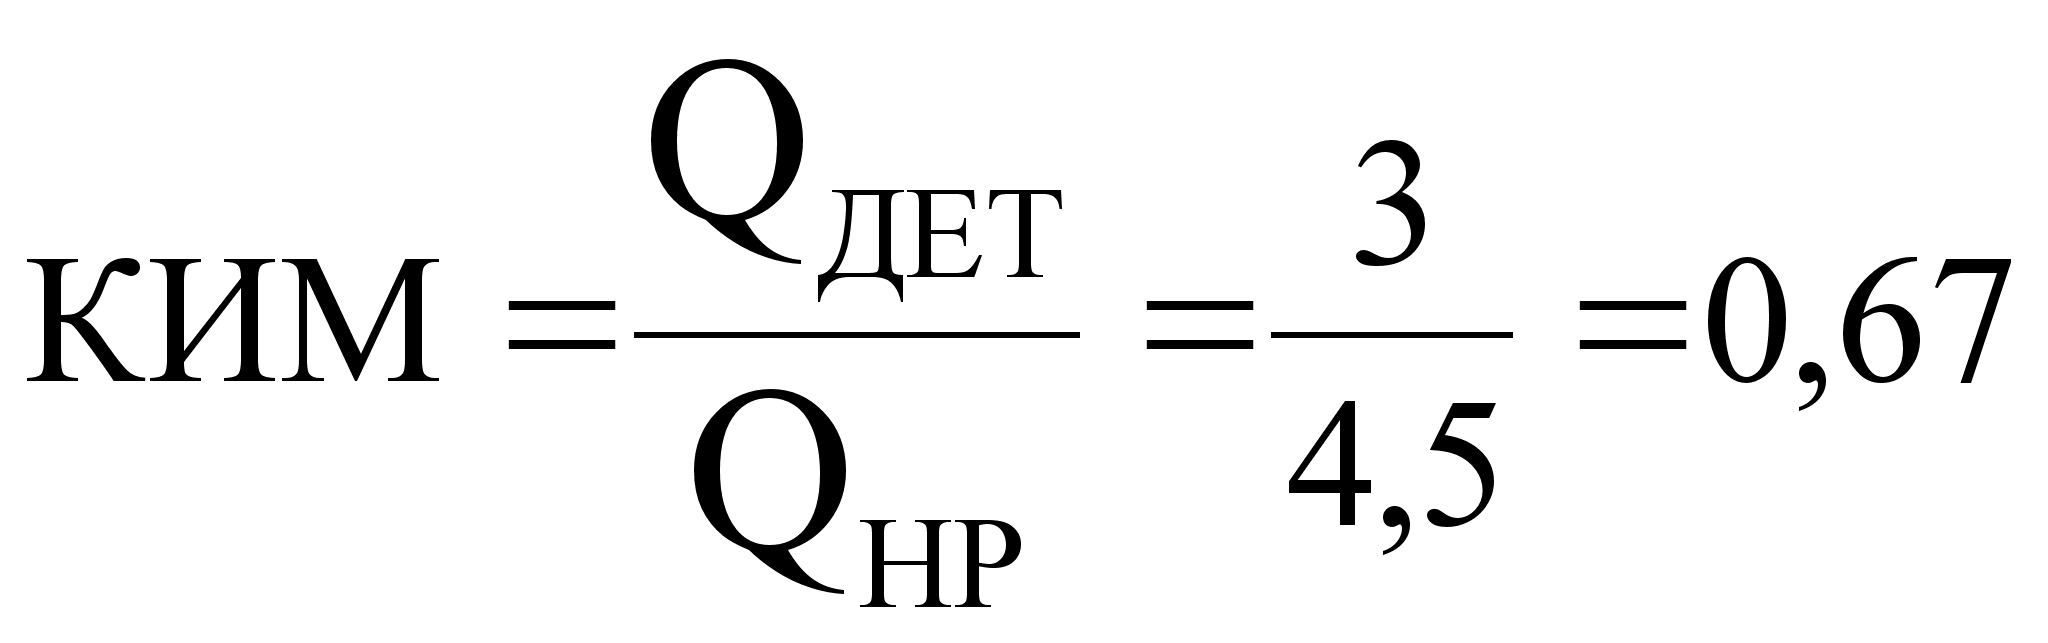 КИМ = Q_ДЕТ / Q_НР = 3 / 4,5 = 0,67